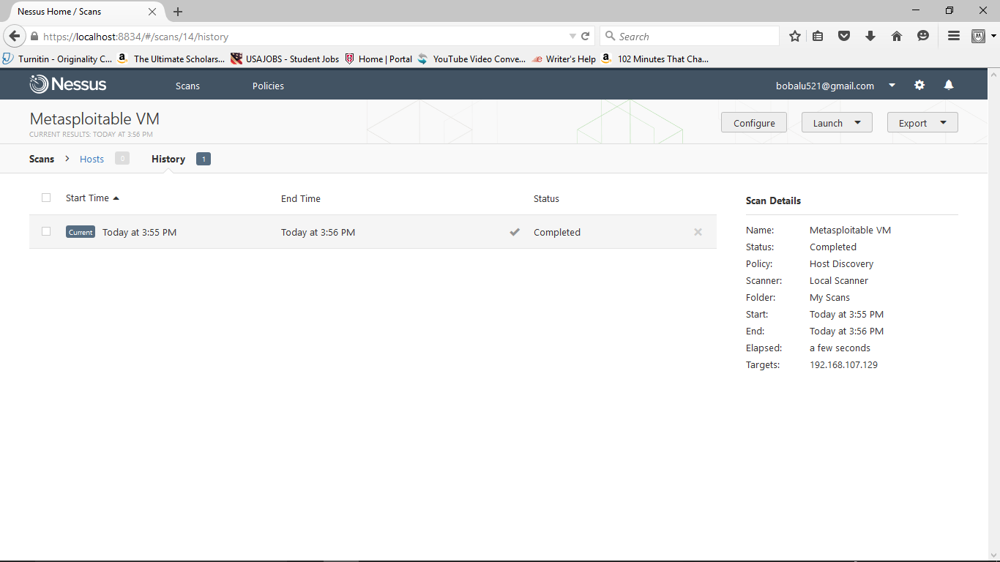 Nessus Home / Scans
https://localhost:8834/#/scans/14/history
Search
Turnitin - Originality C... The Ultimate Scholars... USAJOBS - Student Jobs Home | Portal YouTube Video Conve... Writer's Help 102 Minutes That Cha...
Nessus Scans Policies bobalu521@gmail.com
Metasploitable VM
CURRENT RESULTS: TODAY AT 3:56 PM
Configure Launch Export
Scans > Hosts 0 History 1
Start Time End Time Status
Current Today at 3:55 PM Today at 3:56 PM Completed
Scan Details
Name: Metasploitable VM
Status: Completed
Policy: Host Discovery
Scanner: Local Scanner
Folder: My Scans
Start: Today at 3:55 PM
End: Today at 3:56 PM
Elapsed: a few seconds
Targets: 192.168.107.129